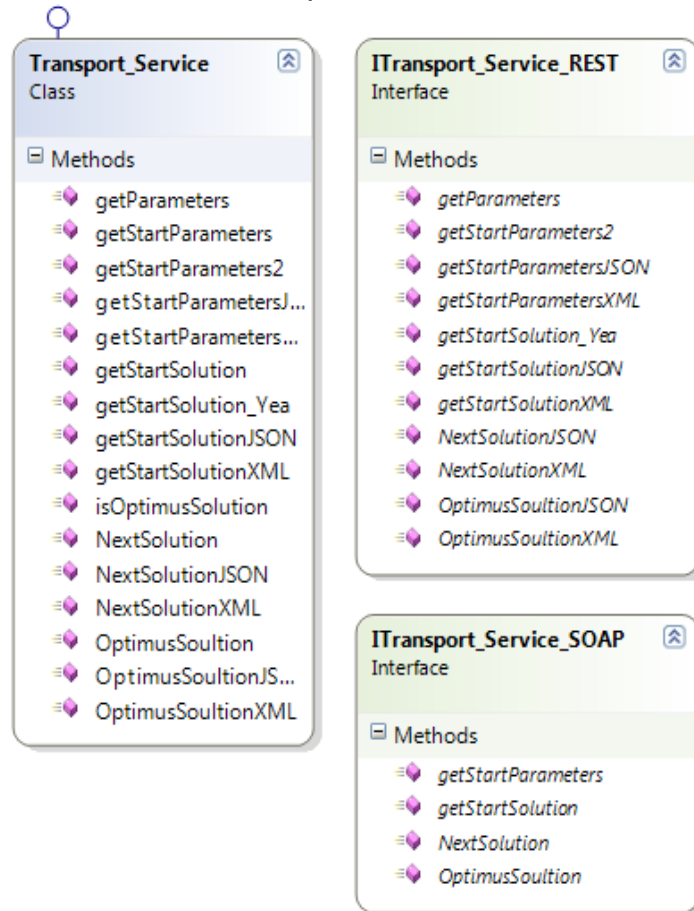 Transport_Service
Class
Methods
getParameters
getStartParameters
getStartParameters2
getStartParametersJ...
getStartParameters...
getStartSolution
getStartSolution_Yea
getStartSolutionJSON
getStartSolutionXML
isOptimusSolution
NextSolution
NextSolutionJSON
NextSolutionXML
OptimusSoultion
OptimusSoultionJS...
OptimusSoultionXML
ITransport_Service_REST
Interface
Methods
getParameters
getStartParameters2
getStartParametersJSON
getStartParametersXML
getStartSolution_Yea
getStartSolutionJSON
getStartSolutionXML
NextSolutionJSON
NextSolutionXML
OptimusSoultionJSON
OptimusSoultionXML
ITransport_Service_SOAP
Interface
Methods
getStartParameters
getStartSolution
NextSolution
OptimusSoultion